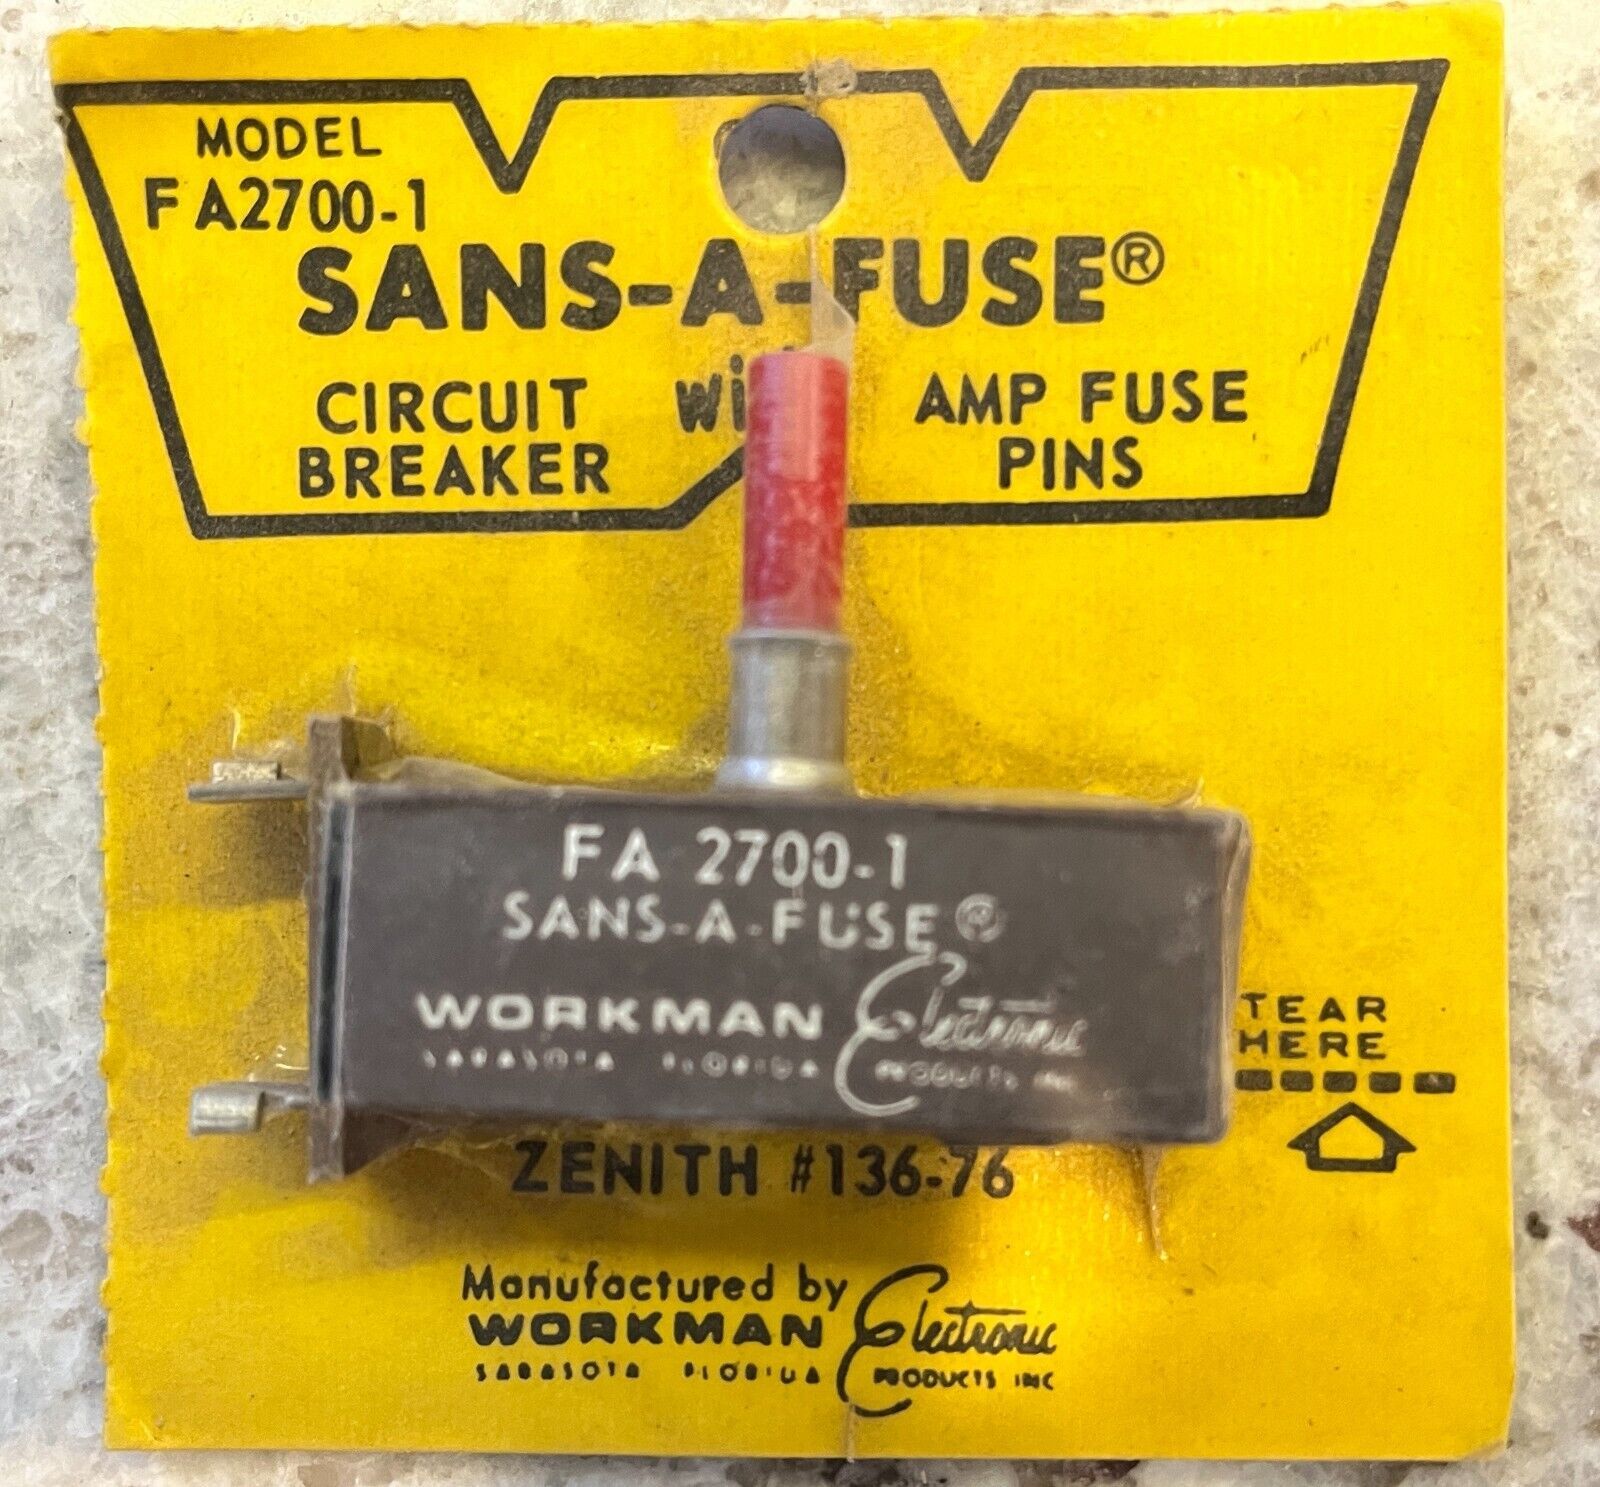 MODEL
FA2700-1
SANS-A-FUSE®
CIRCUIT AMP FUSE
BREAKER PINS
FA 2700-1
SANS-A-FUSE®
WORKMAN Electronic
SARASOTA FLORIDA PRODUCTS INC
TEAR
HERE
ZENITH #136-76
Manufactured by
WORKMAN Electronic
SARASOTA FLORIDA PRODUCTS INC